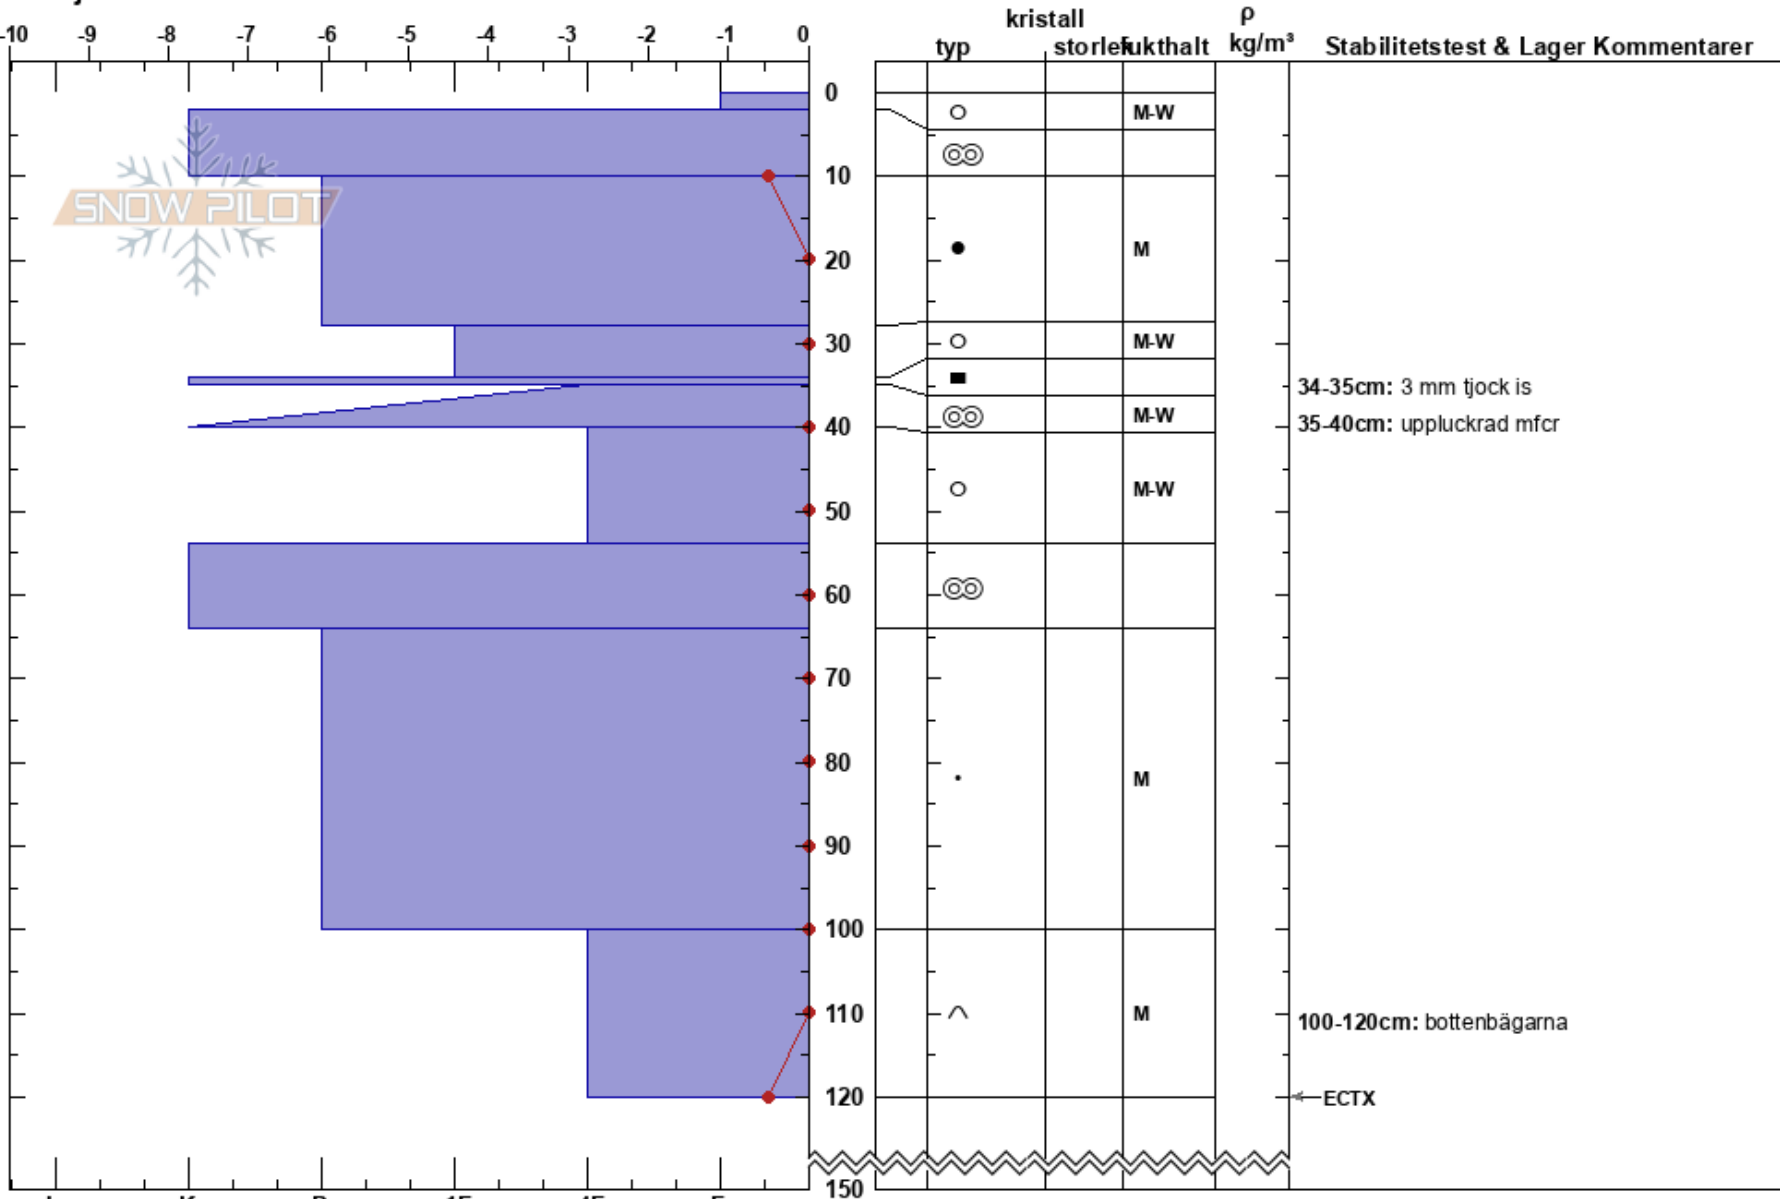 kristall ρ
-10 -9 -8 -7 -6 -5 -4 -3 -2 -1 0 typ storlek fukthalt kg/m³ Stabilitetstest & Lager Kommentarer
0
M-W
10
SNOW PILOT
M
20
30 M-W
34-35cm: 3 mm tjock is
40 M-W 35-40cm: uppluckrad mfcr
M-W
50
60
70
80 M
90
100
110 M 100-120cm: bottenbägarna
120 ECTX
150